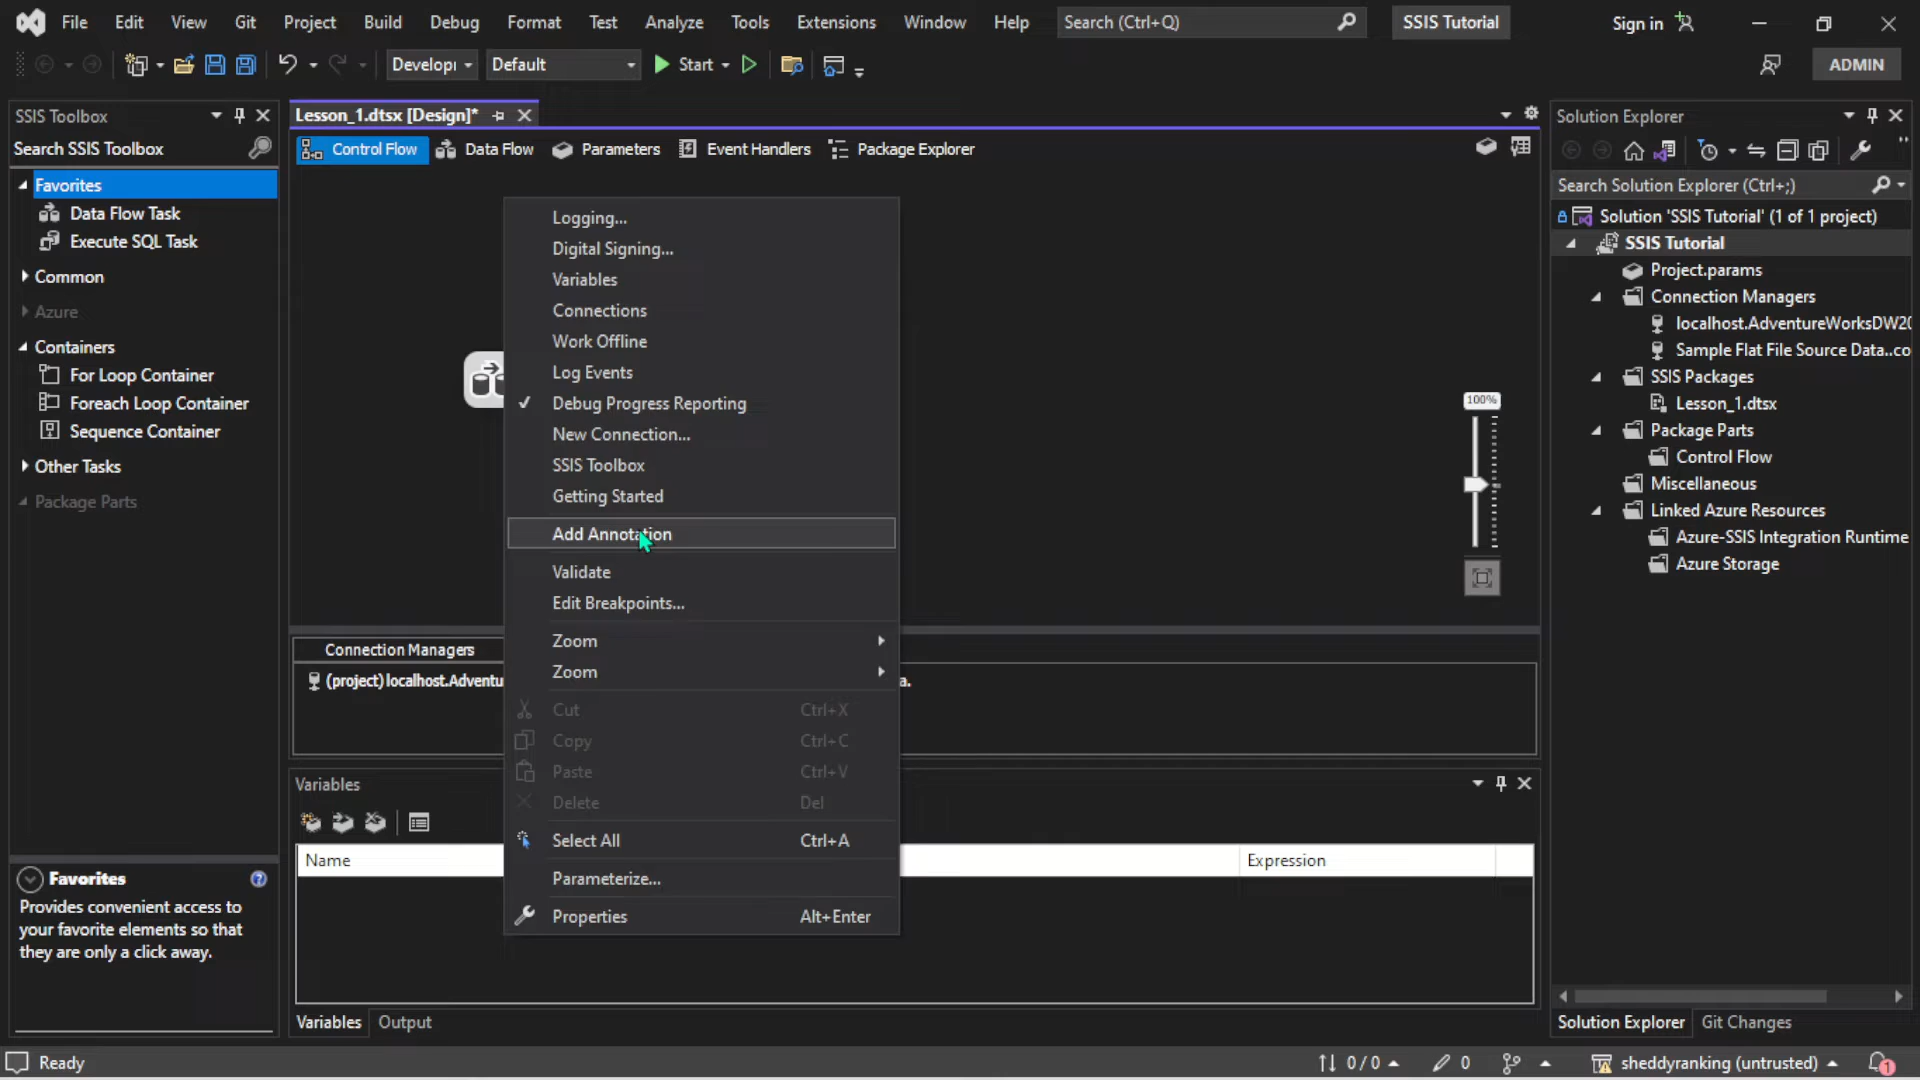 File Edit View Git Project Build Debug Format Test Analyze Tools Extensions Window Help Search (Ctrl+Q) SSIS Tutorial Sign in
Developı Default Start ADMIN
SSIS Toolbox
Search SSIS Toolbox
Favorites
Data Flow Task
Execute SQL Task
Common
Azure
Containers
For Loop Container
Foreach Loop Container
Sequence Container
Other Tasks
Package Parts
Favorites
Provides convenient access to
your favorite elements so that
they are only a click away.
Lesson_1.dtsx [Design]*
Control Flow Data Flow Parameters Event Handlers Package Explorer
Logging...
Digital Signing...
Variables
Connections
Work Offline
Log Events
Debug Progress Reporting
New Connection...
SSIS Toolbox
Getting Started
Add Annotation
Validate
Edit Breakpoints...
Zoom
Zoom
Cut Ctrl+X
Copy Ctrl+C
Paste Ctrl+V
Delete Del
Select All Ctrl+A
Parameterize...
Properties Alt+Enter
100%
Connection Managers
(project) localhost.Adventu a.
Variables
Name Expression
Variables Output
Solution Explorer
Search Solution Explorer (Ctrl+;)
Solution 'SSIS Tutorial' (1 of 1 project)
SSIS Tutorial
Project.params
Connection Managers
localhost.AdventureWorksDW20
Sample Flat File Source Data..co
SSIS Packages
Lesson_1.dtsx
Package Parts
Control Flow
Miscellaneous
Linked Azure Resources
Azure-SSIS Integration Runtime
Azure Storage
Solution Explorer Git Changes
Ready 0 / 0 0 sheddyranking (untrusted) 1